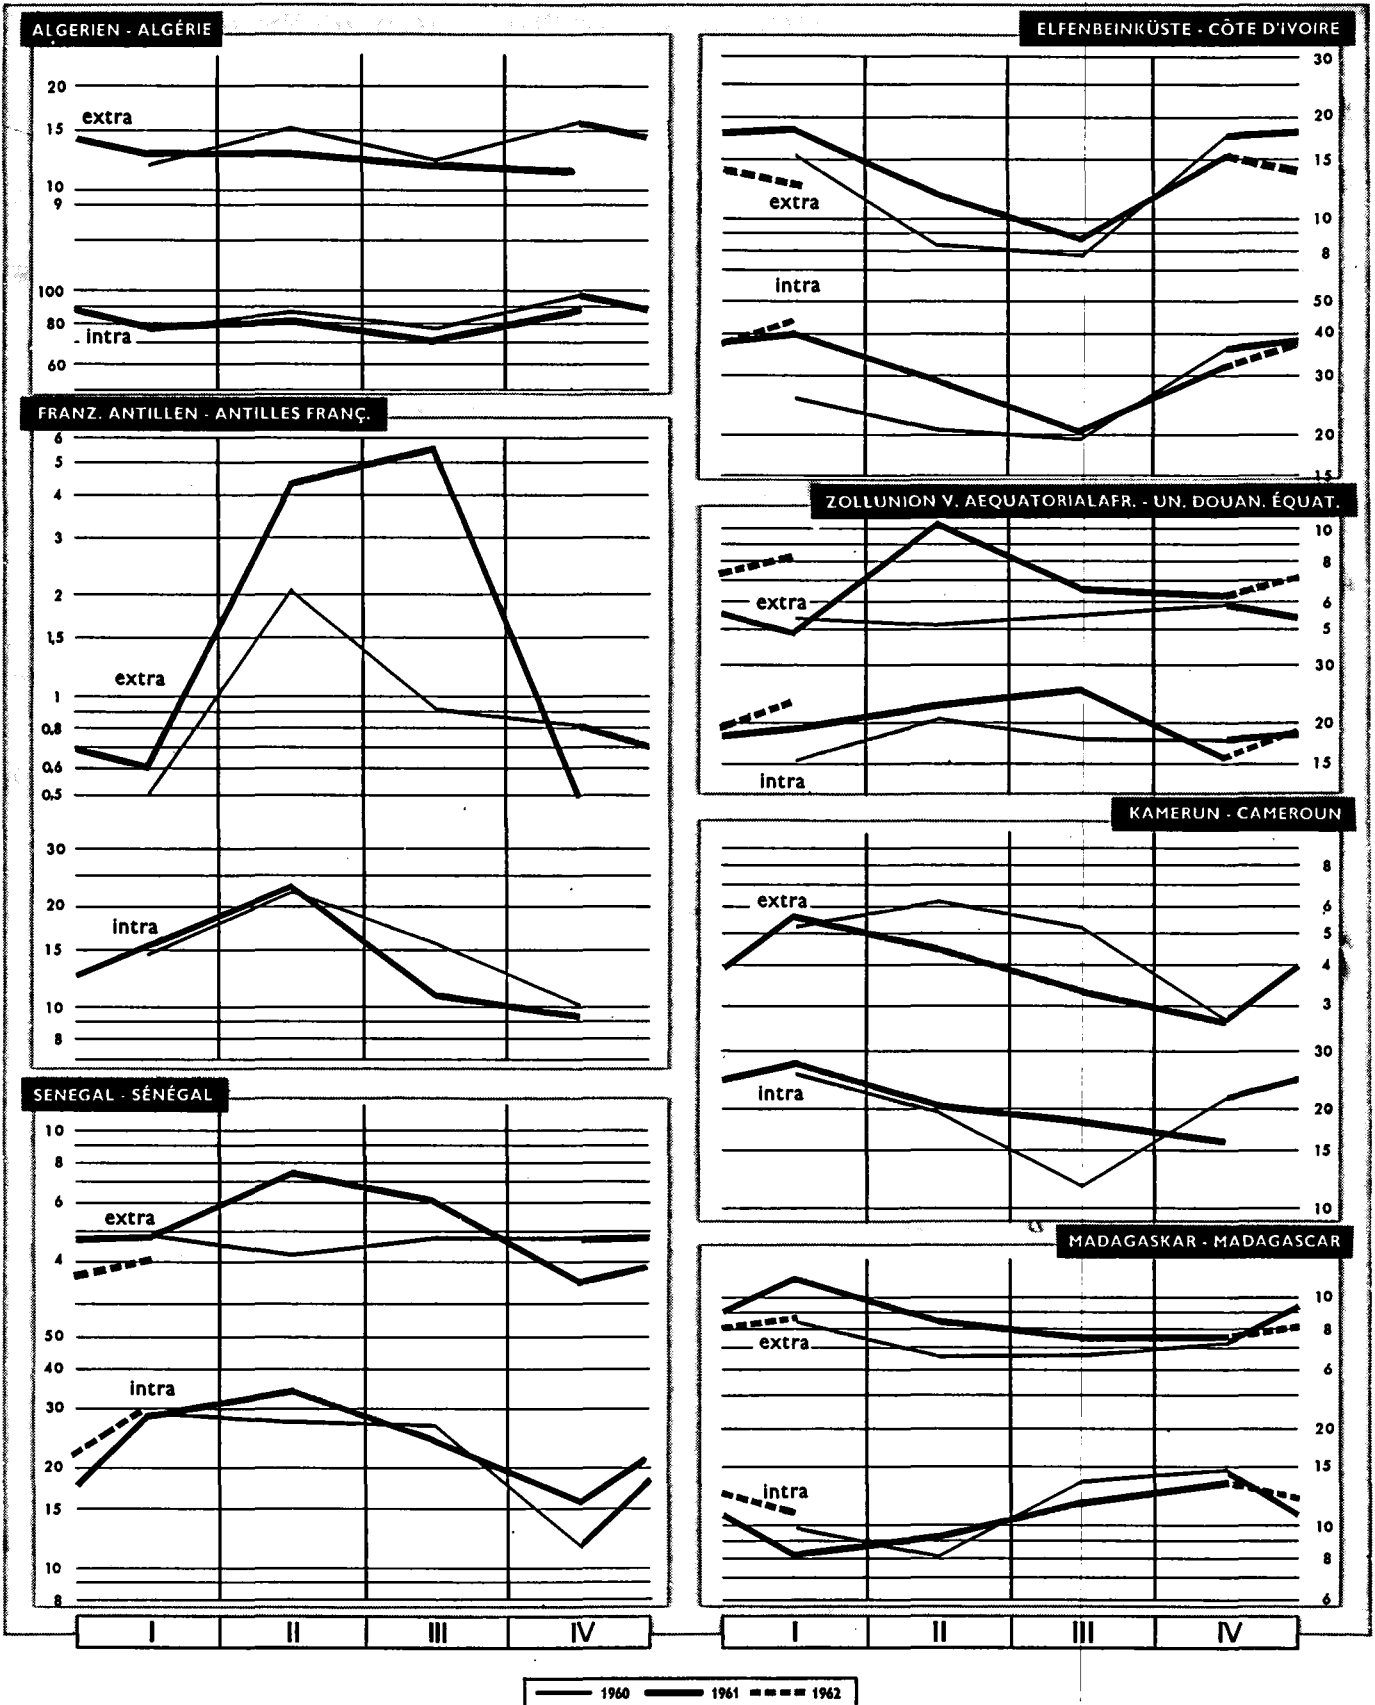 ALGERIEN - ALGÉRIE
20
15
10
9
100
80
60
extra
intra
FRANZ. ANTILLEN - ANTILLES FRANÇ.
6
5
4
3
2
1,5
1
0,8
0,6
0,5
30
20
15
10
8
extra
intra
SENEGAL - SÉNÉGAL
10
8
6
4
50
40
30
20
15
10
8
extra
intra
I II III IV
ELFENBEINKÜSTE - CÔTE D'IVOIRE
30
20
15
10
8
50
40
30
20
15
extra
intra
ZOLLUNION V. AEQUATORIALAFR. - UN. DOUAN. ÉQUAT.
10
8
6
5
30
20
15
extra
intra
KAMERUN - CAMEROUN
8
6
5
4
3
30
20
15
10
extra
intra
MADAGASKAR - MADAGASCAR
10
8
6
20
15
10
8
6
extra
intra
I II III IV
1960 1961 1962